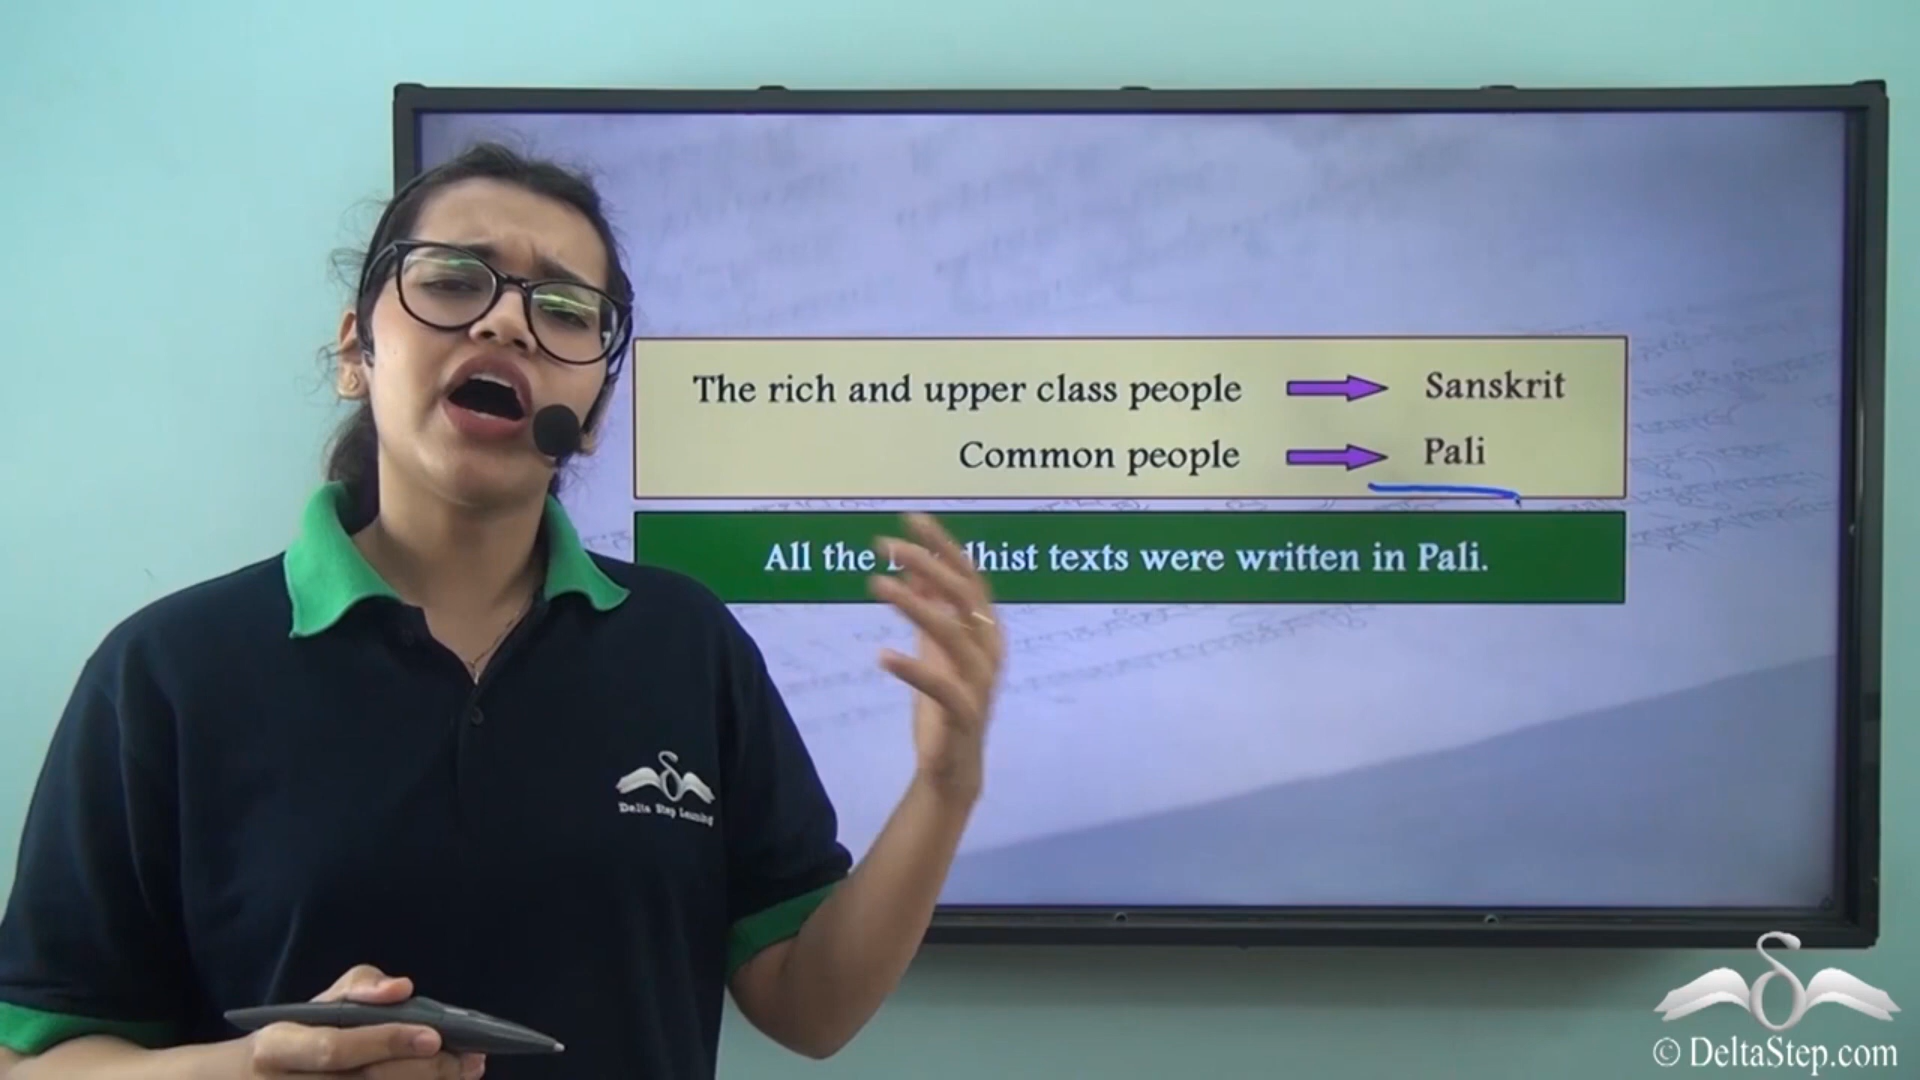 The rich and upper class people Sanskrit
Common people Pali
All the dhist texts were written in Pali.
Delta Step Learning
© DeltaStep.com